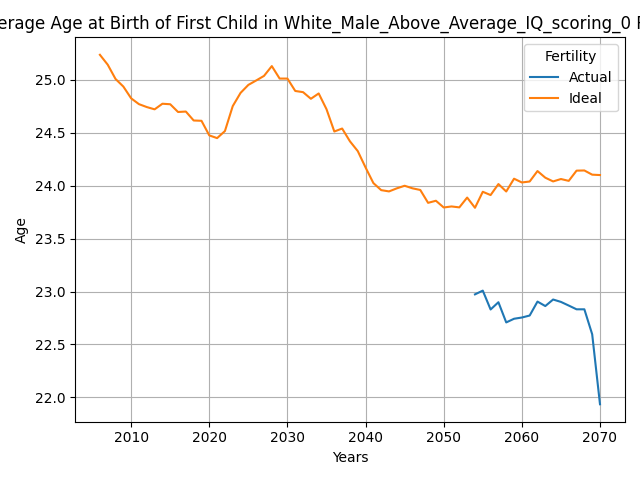 erage Age at Birth of First Child in White_Male_Above_Average_IQ_scoring_0
Fertility
Actual
Ideal
25.0
24.5
24.0
23.5
23.0
22.5
22.0
Age
2010 2020 2030 2040 2050 2060 2070
Years